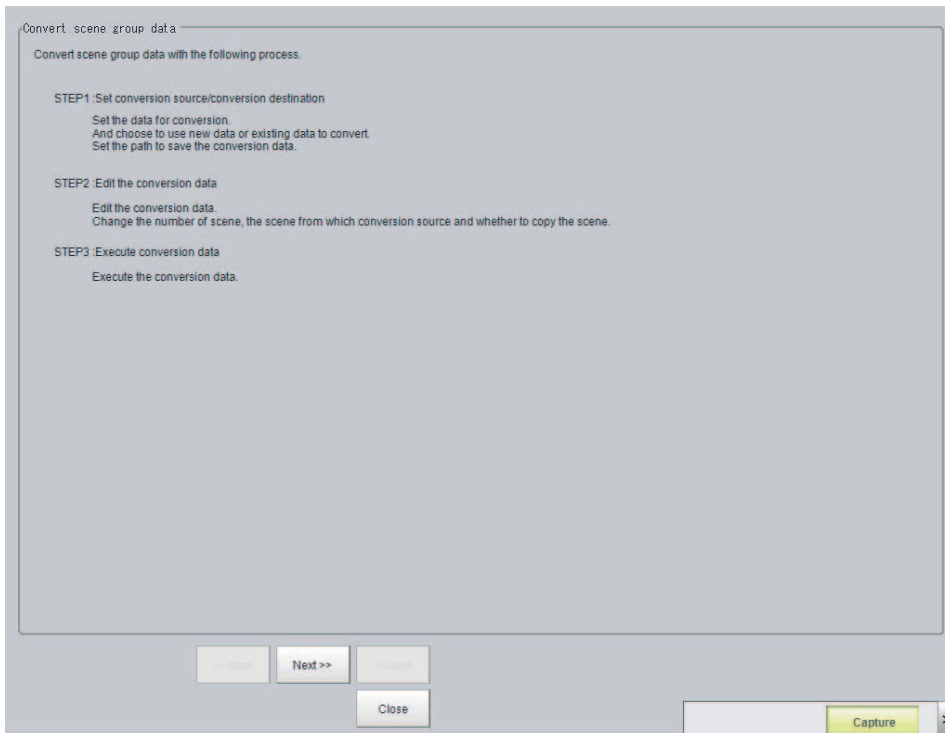 Convert scene group data
Convert scene group data with the following process.
STEP1 :Set conversion source/conversion destination
Set the data for conversion.
And choose to use new data or existing data to convert.
Set the path to save the conversion data.
STEP2 :Edit the conversion data
Edit the conversion data.
Change the number of scene, the scene from which conversion source and whether to copy the scene.
STEP3 :Execute conversion data
Execute the conversion data.
<< Back
Next >>
Cancel
Close
Capture